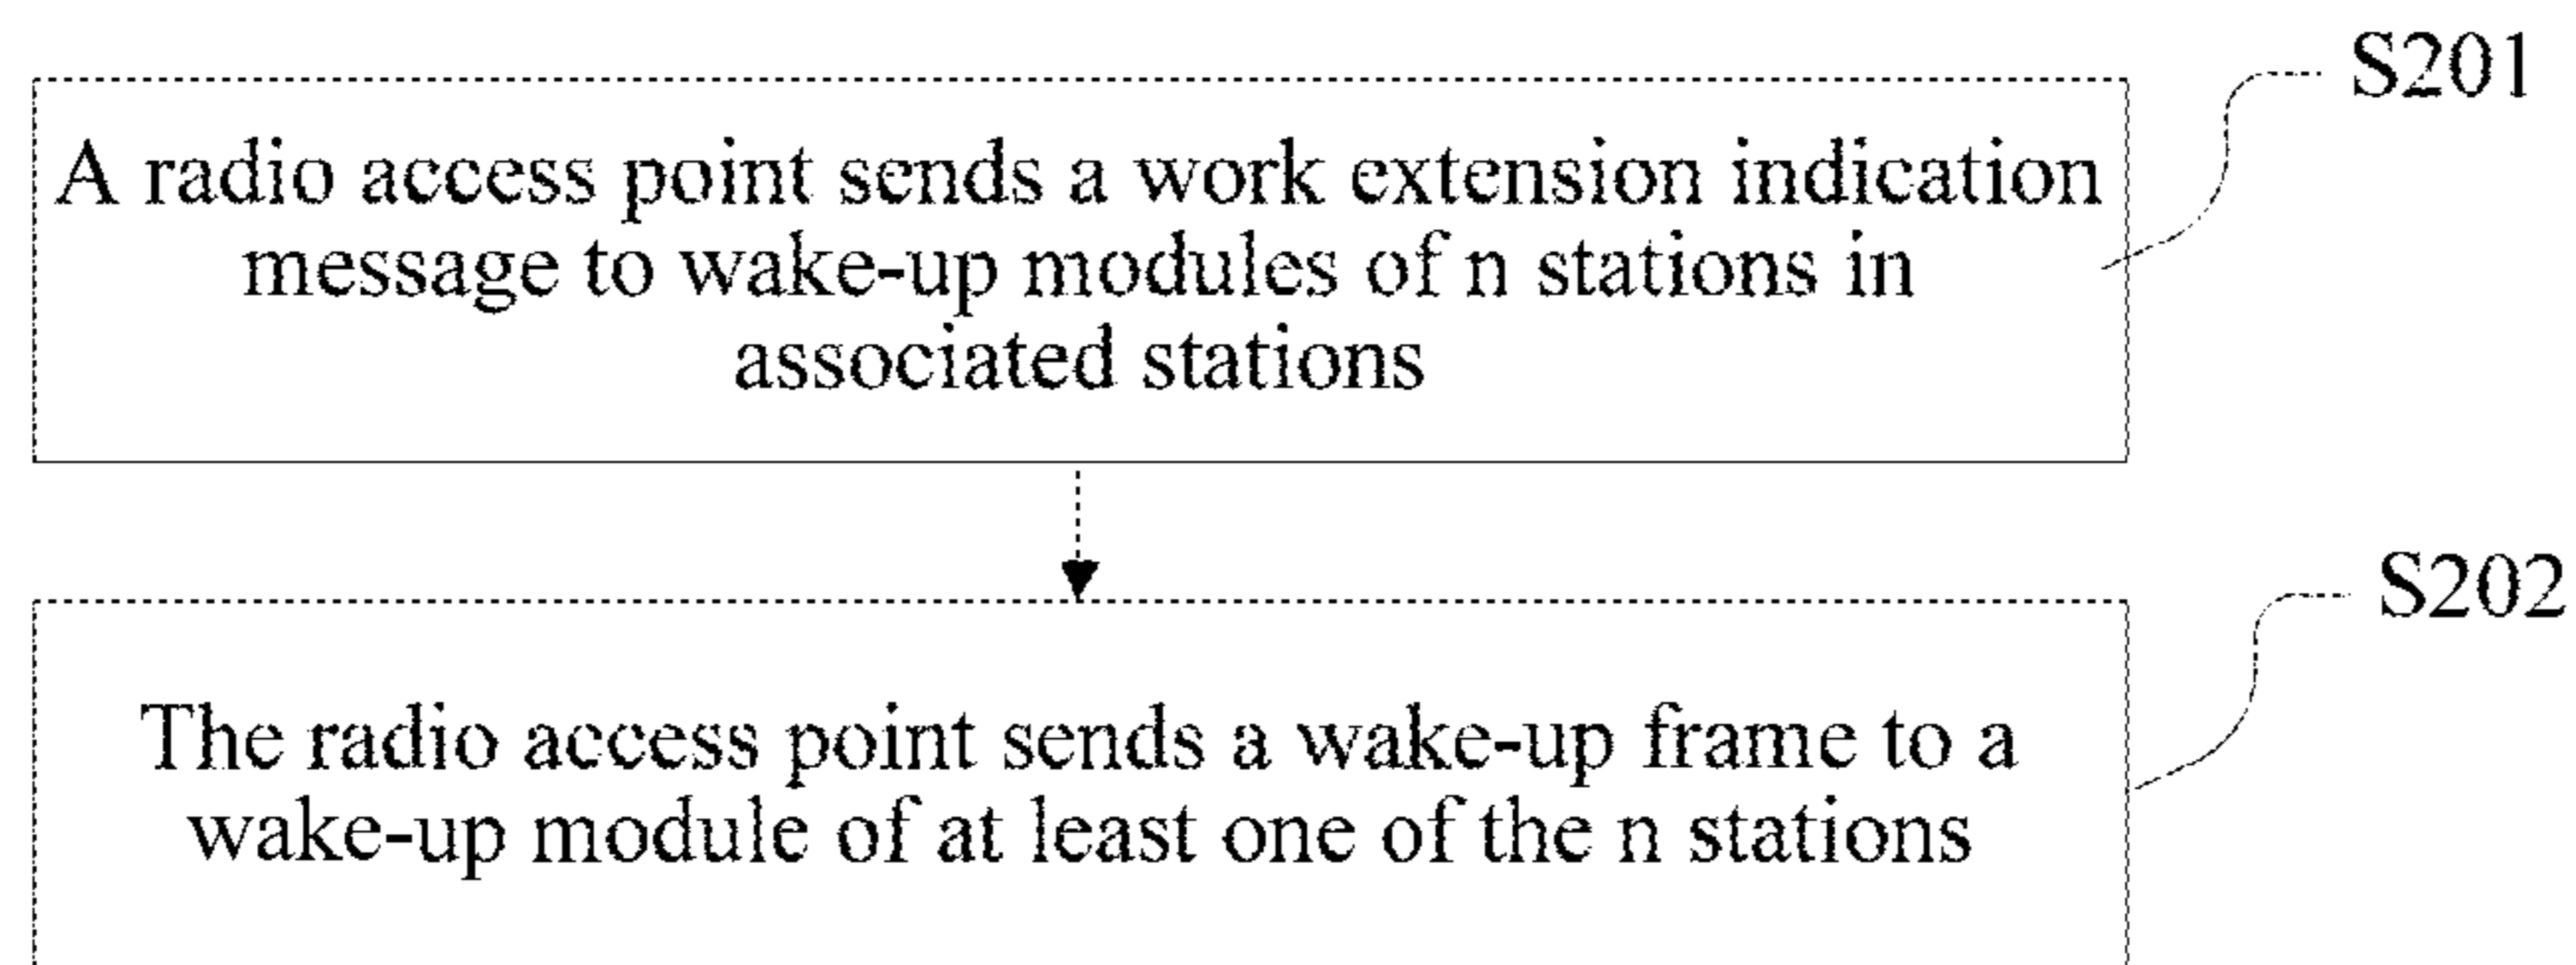 S201
A radio access point sends a work extension indication
message to wake-up modules of n stations in
associated stations
S202
The radio access point sends a wake-up frame to a
wake-up module of at least one of the n stations